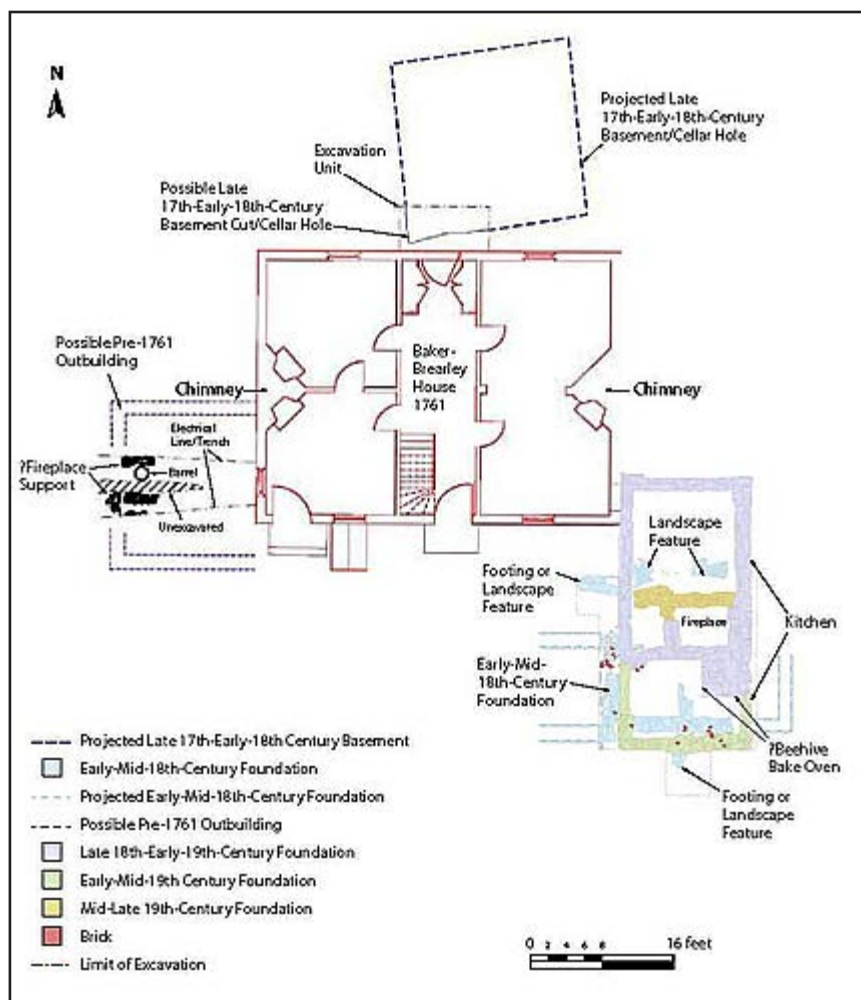 N
Projected Late
17th-Early-18th-Century
Basement/Cellar Hole
Excavation
Unit
Possible Late
17th-Early-18th-Century
Basement Cut/Cellar Hole
Possible Pre-1761
Outbuilding
Chimney
Baker-
Brearley
House
1761
Chimney
Electrical
Line/Trench
?Fireplace
Support
Barrel
Unexcavated
Landscape
Feature
Footing or
Landscape
Feature
Fireplace
Kitchen
Early-Mid-
18th-Century
Foundation
?Beehive
Bake Oven
Footing or
Landscape
Feature
Projected Late 17th-Early-18th Century Basement
Early-Mid-18th-Century Foundation
Projected Early-Mid-18th-Century Foundation
Possible Pre-1761 Outbuilding
Late 18th-Early-19th-Century Foundation
Early-Mid-19th Century Foundation
Mid-Late 19th-Century Foundation
Brick
Limit of Excavation
0 2 4 6 8 16 feet